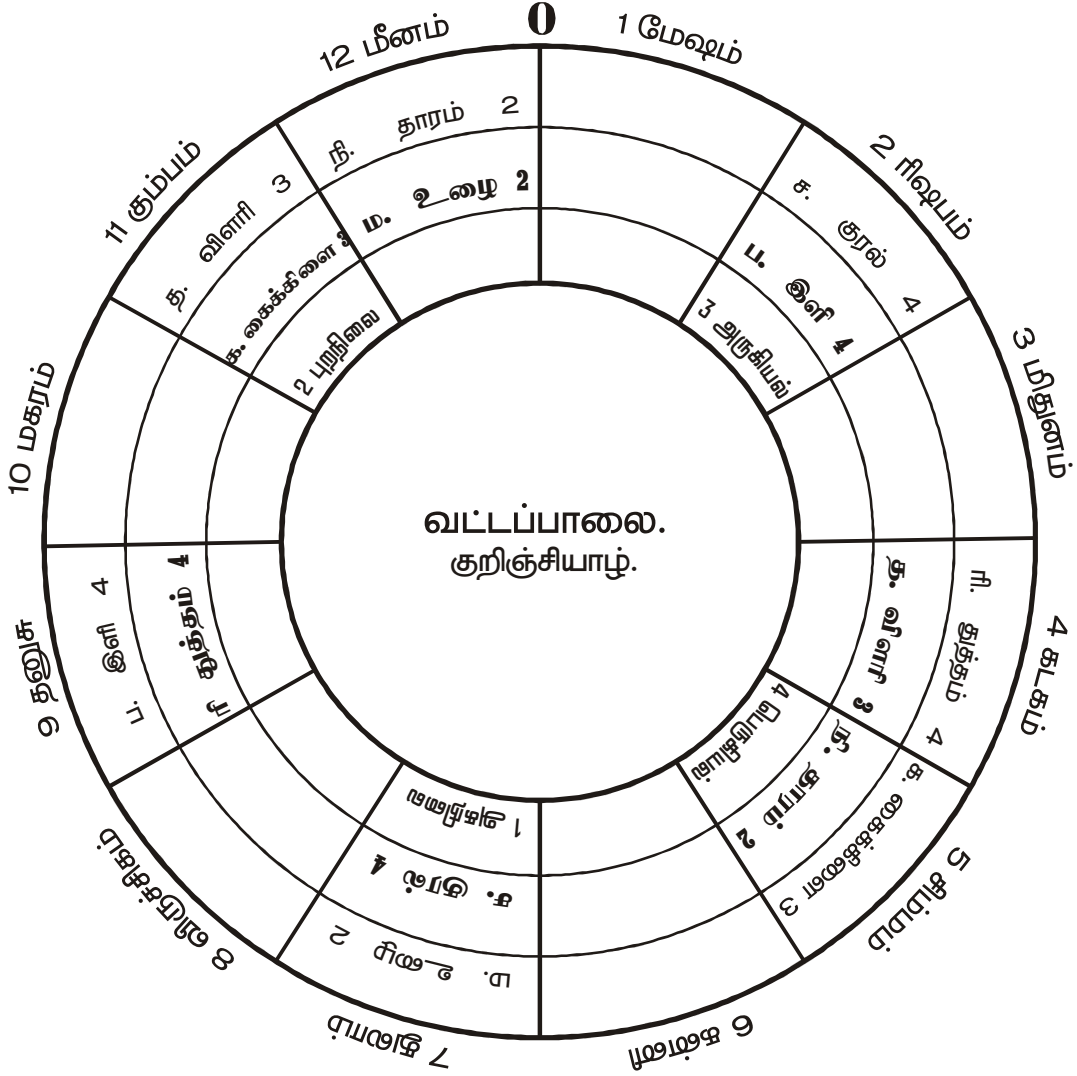 0
1 மேஷம்
2 ரிஷபம்
ச. குரல் 4
ப. இளி 4
3 அருகியல்
3 மிதுனம்
4 கடகம்
ரி. துத்தம் 4
த. விளரி 3
5 சிம்மம்
க. கைக்கிளை 3
நி. தாரம் 2
4 பெருகியல்
6 கன்னி
7 துலாம்
ம. உழை 2
ச. குரல் 4
1 அகநிலை
8 விருச்சிகம்
9 தனுசு
ப. இளி 4
ரி துத்தம் 4
10 மகரம்
11 கும்பம்
த. விளரி 3
க. கைக்கிளை 3
2 புறநிலை
12 மீனம்
நி. தாரம் 2
ம. உழை 2
வட்டப்பாலை.
குறிஞ்சியாழ்.